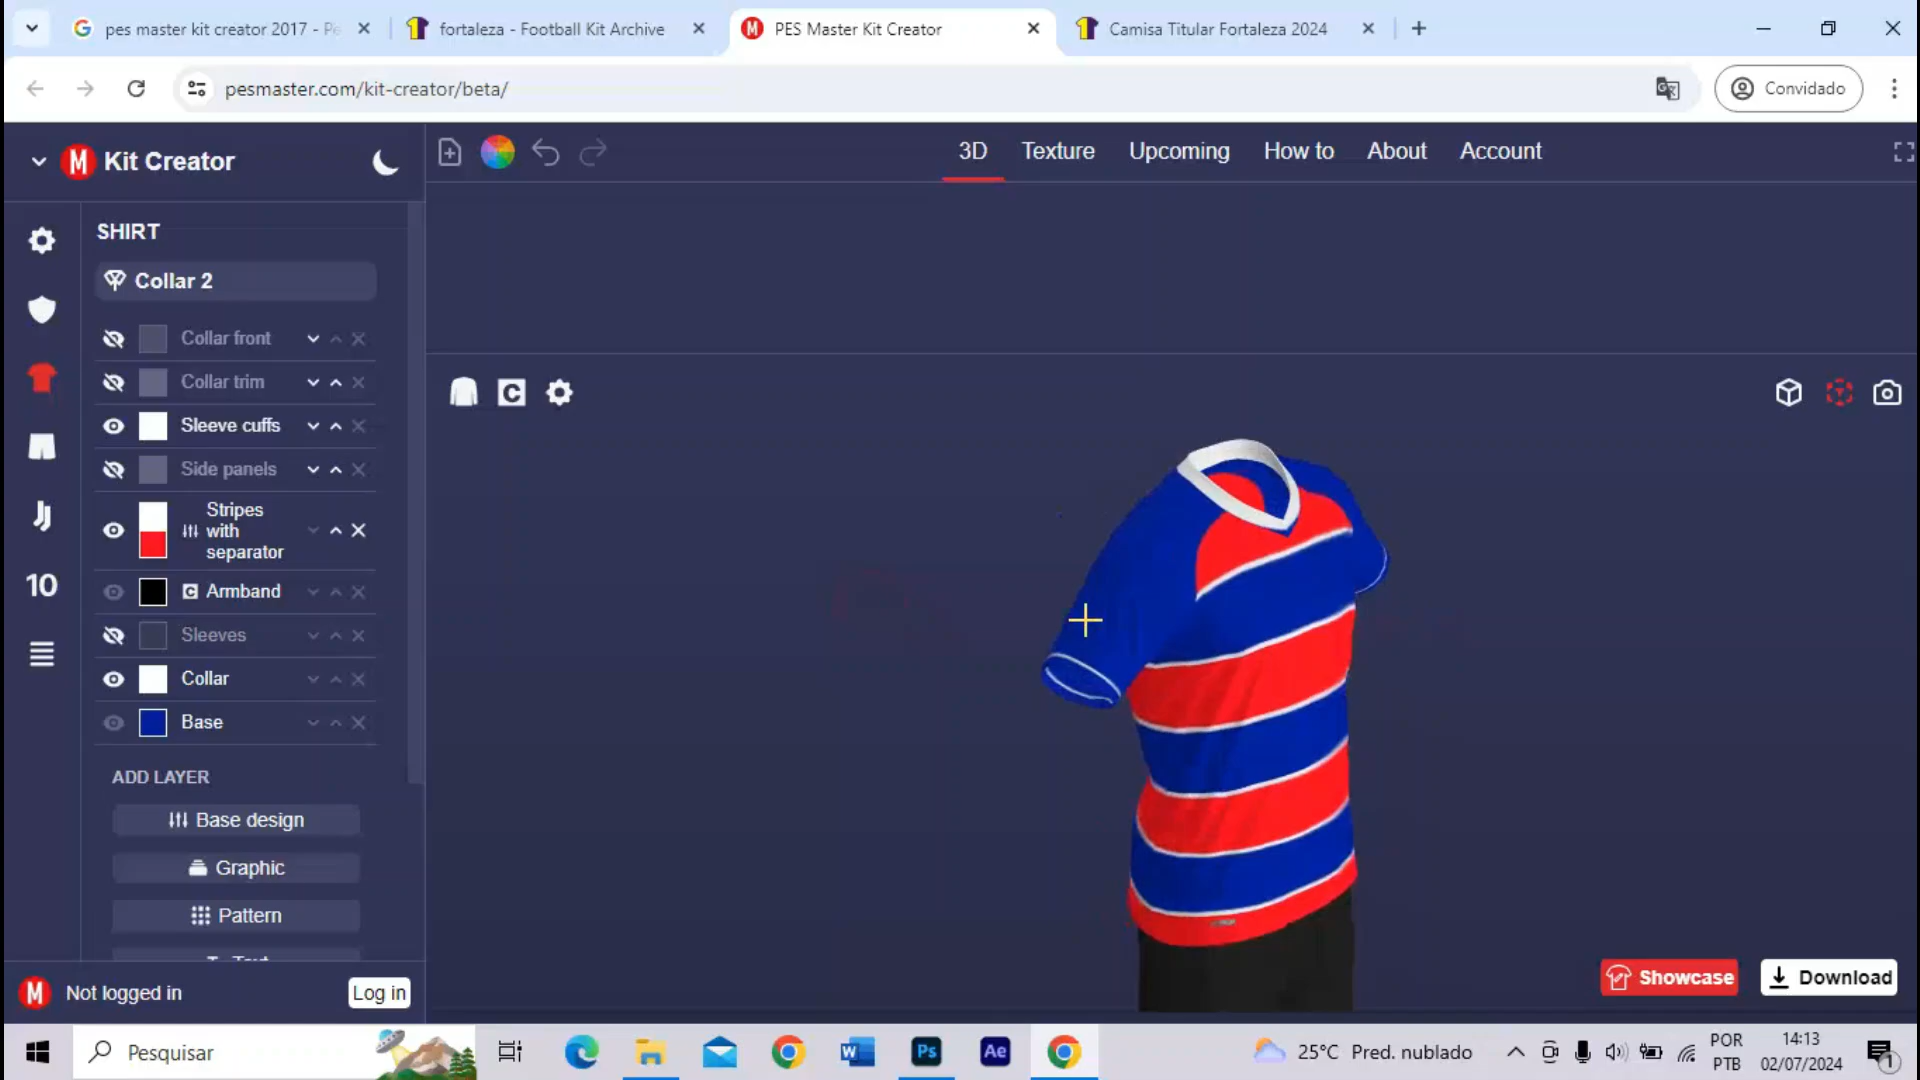 pes master kit creator 2017 - Pe
fortaleza - Football Kit Archive
PES Master Kit Creator
Camisa Titular Fortaleza 2024
pesmaster.com/kit-creator/beta/
Convidado
M Kit Creator
3D
Texture
Upcoming
How to
About
Account
SHIRT
Collar 2
Collar front
Collar trim
Sleeve cuffs
Side panels
Stripes
with
separator
C Armband
Sleeves
Collar
Base
10
C
ADD LAYER
Base design
Graphic
Pattern
M Not logged in
Log in
Showcase
Download
Pesquisar
W
Ps
Ae
25°C Pred. nublado
POR
PTB
14:13
02/07/2024
1